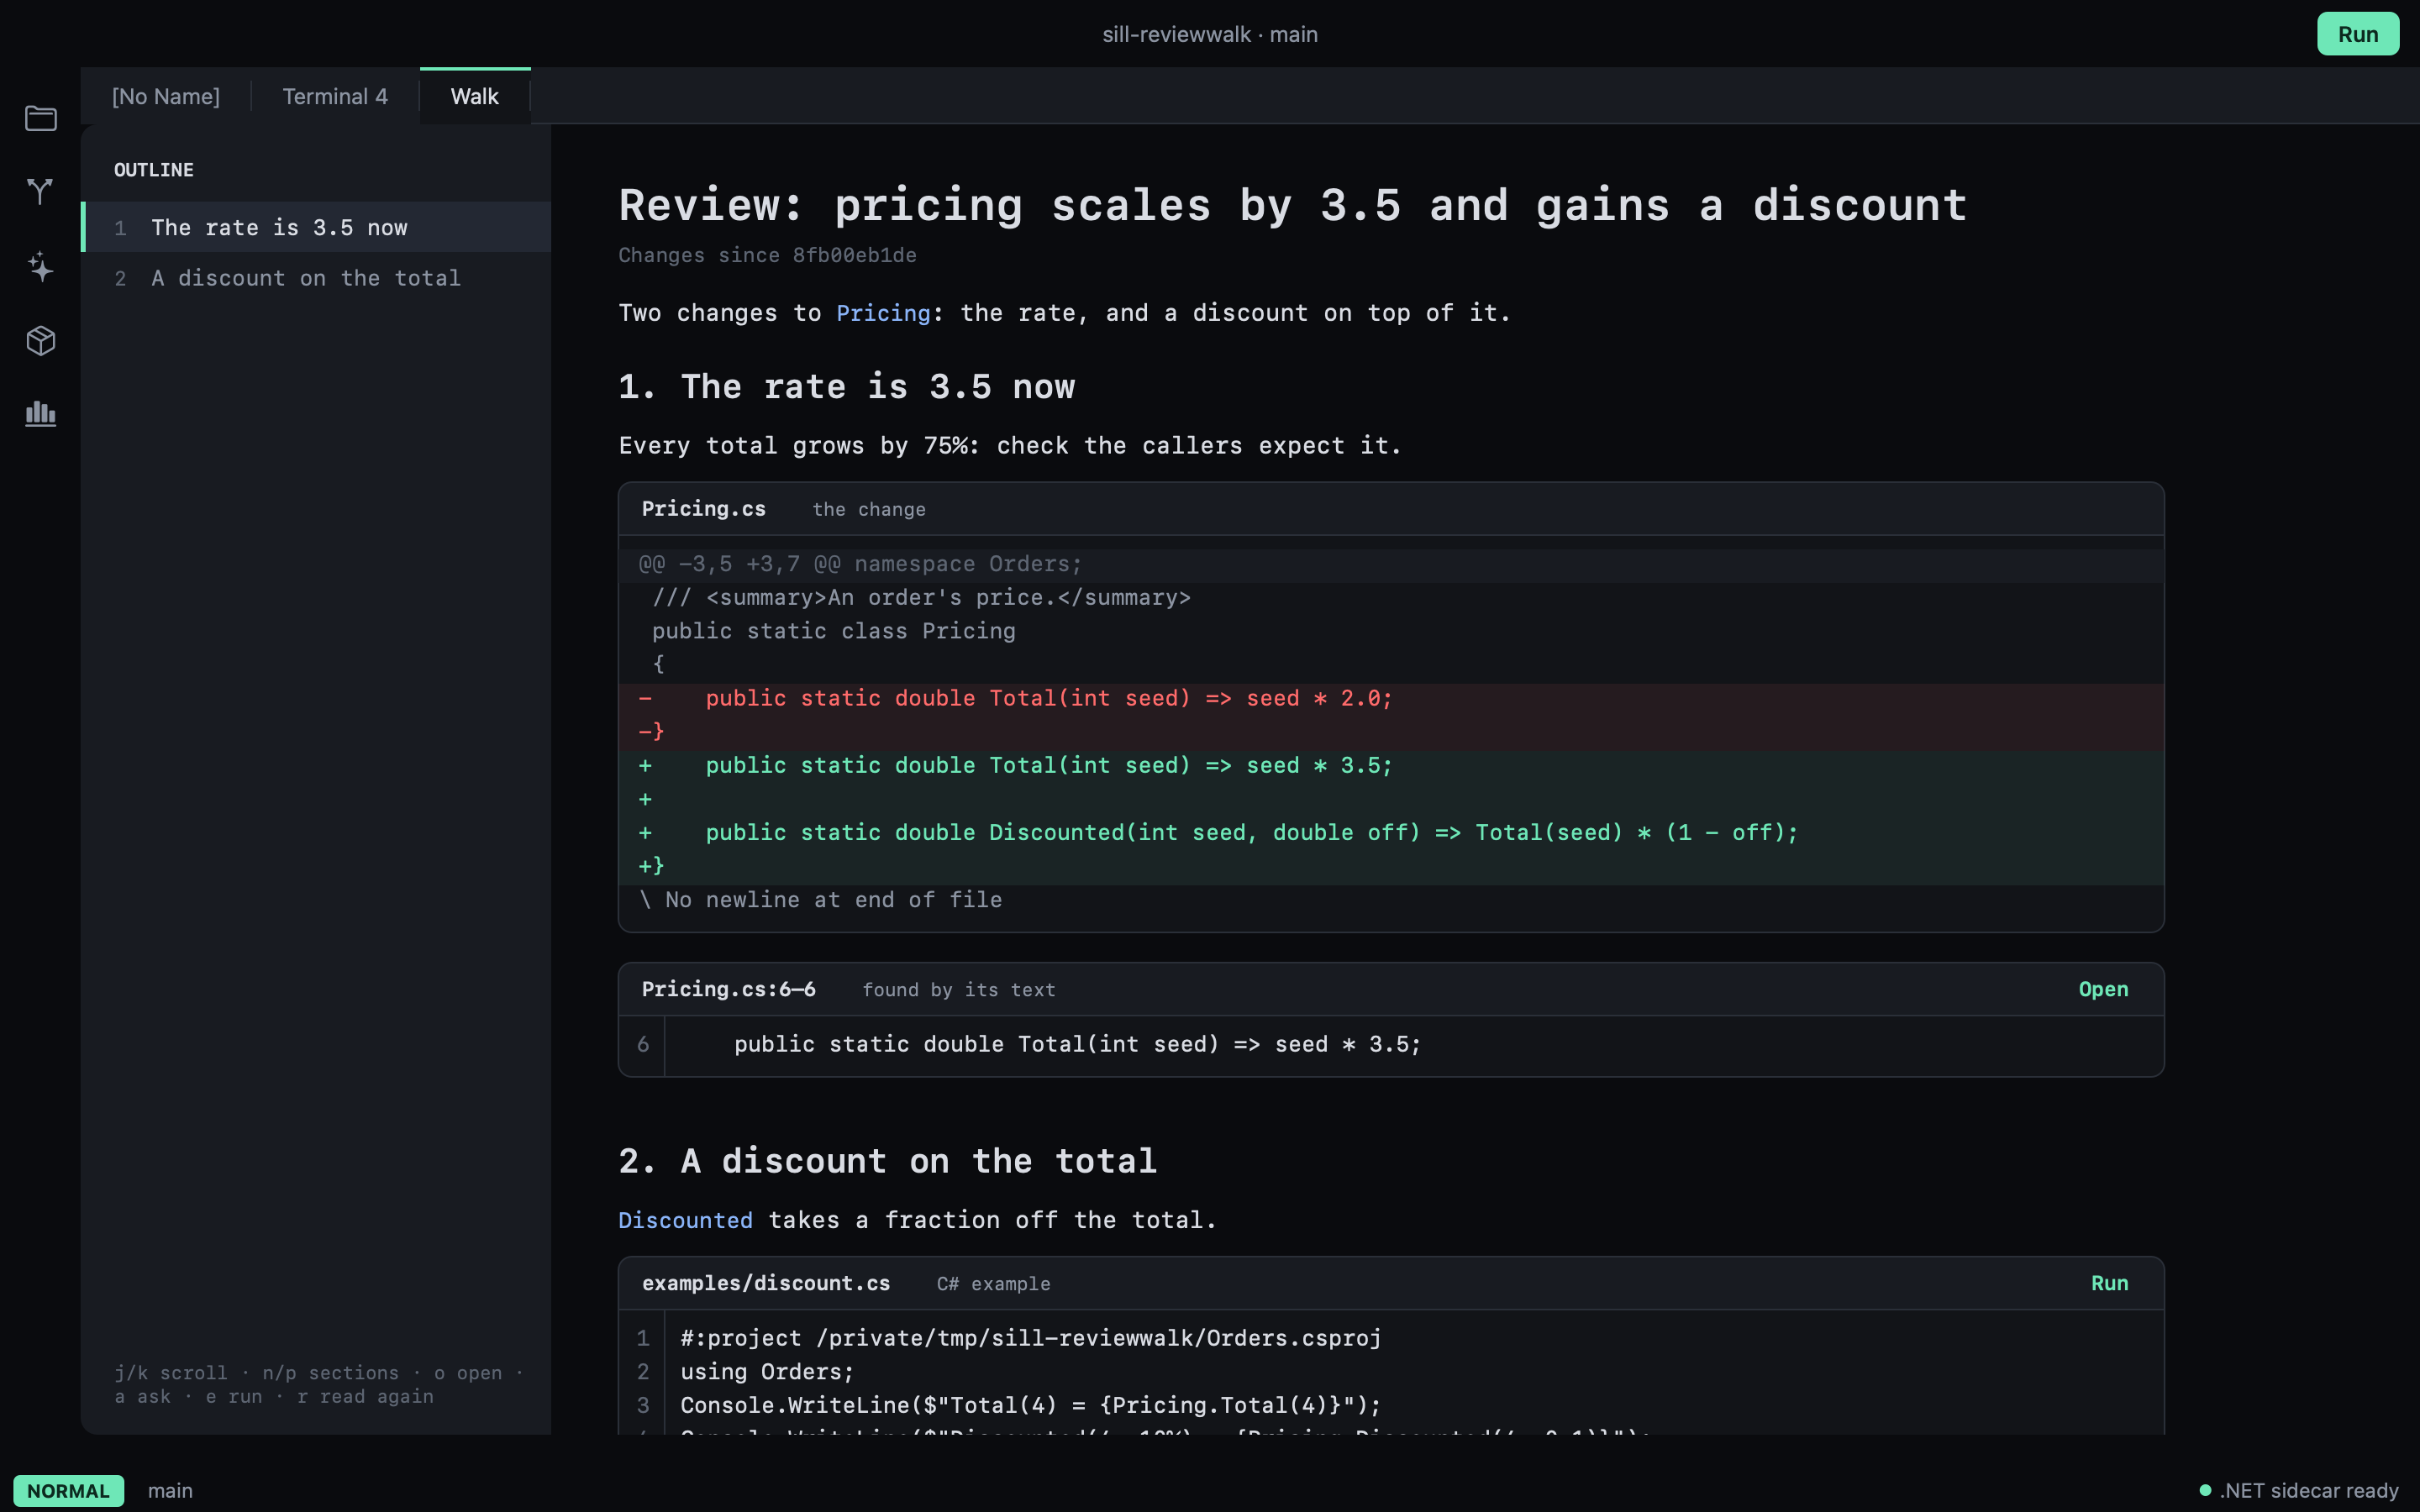 sill-reviewwalk · main
Run
[No Name]
Terminal 4
Walk
OUTLINE
1 The rate is 3.5 now
2 A discount on the total
j/k scroll · n/p sections · o open ·
a ask · e run · r read again
Review: pricing scales by 3.5 and gains a discount
Changes since 8fb00eb1de
Two changes to Pricing: the rate, and a discount on top of it.
1. The rate is 3.5 now
Every total grows by 75%: check the callers expect it.
Pricing.cs the change
@@ -3,5 +3,7 @@ namespace Orders;
 /// <summary>An order's price.</summary>
 public static class Pricing
 {
-    public static double Total(int seed) => seed * 2.0;
-}
+    public static double Total(int seed) => seed * 3.5;
+
+    public static double Discounted(int seed, double off) => Total(seed) * (1 - off);
+}
\ No newline at end of file
Pricing.cs:6–6 found by its text Open
6     public static double Total(int seed) => seed * 3.5;
2. A discount on the total
Discounted takes a fraction off the total.
examples/discount.cs C# example Run
1 #:project /private/tmp/sill-reviewwalk/Orders.csproj
2 using Orders;
3 Console.WriteLine($"Total(4) = {Pricing.Total(4)}");
NORMAL
main
.NET sidecar ready